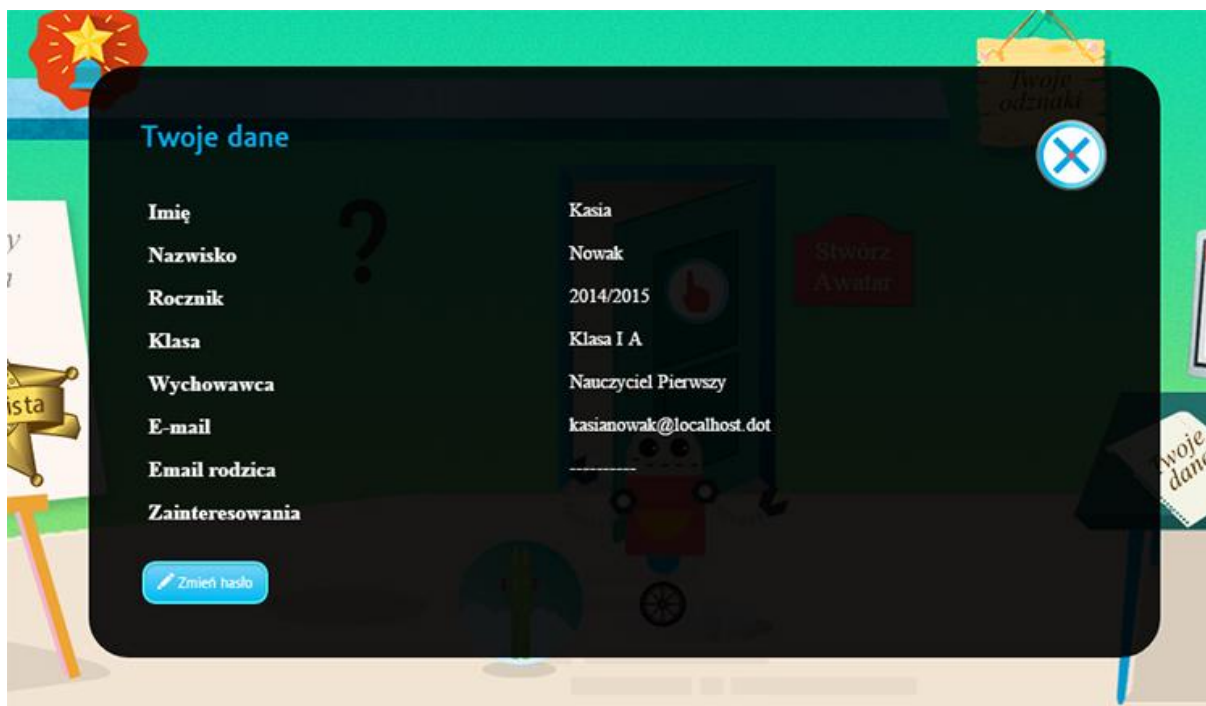 Twoje
odznaki
Twoje dane
Imię Kasia
Nazwisko Nowak
Rocznik 2014/2015
Klasa Klasa I A
Wychowawca Nauczyciel Pierwszy
E-mail kasianowak@localhost.dot
Email rodzica ----------
Zainteresowania
Zmień hasło
?
Stwórz
Awatar
ista
Twoje
dane